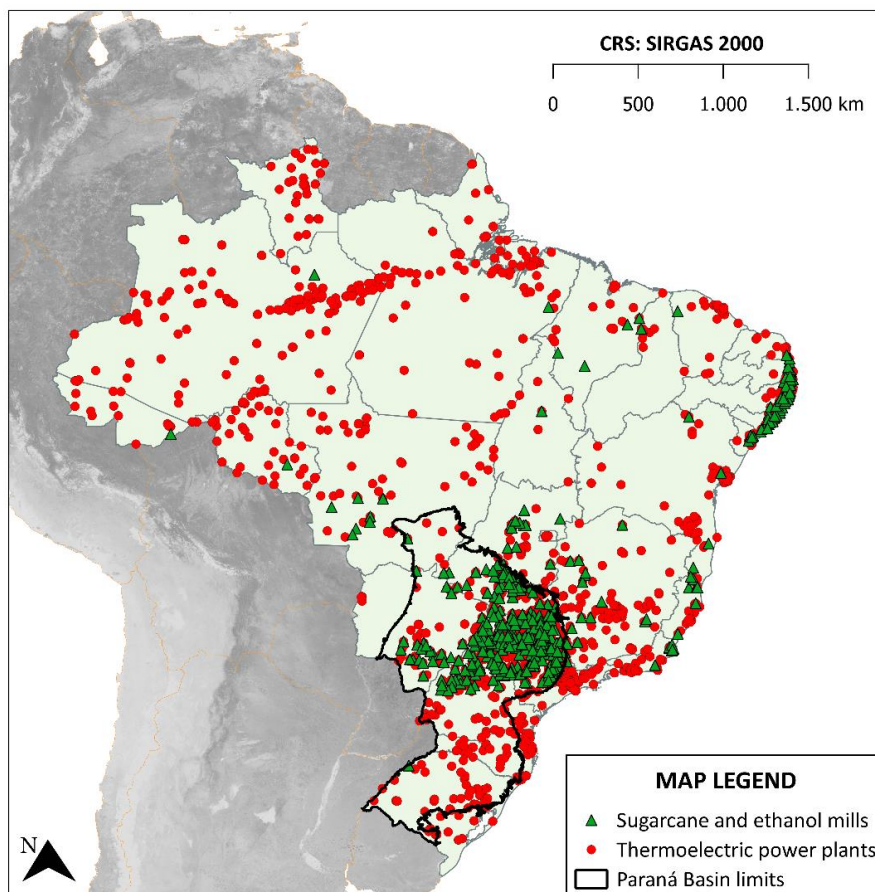 CRS: SIRGAS 2000
0 500 1.000 1.500 km
N
MAP LEGEND
Sugarcane and ethanol mills
Thermoelectric power plants
Paraná Basin limits